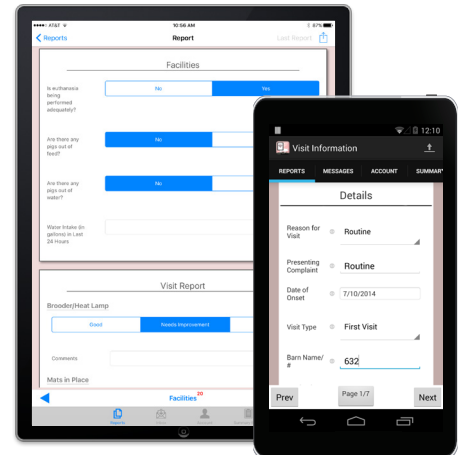 AT&T
10:56 AM
87%
Reports
Report
Last Report
Facilities
Is euthanasia
being
performed
adequately?
No
Yes
Are there any
pigs out of
feed?
No
Are there any
pigs out of
water?
No
Water Intake (in
gallons) in Last
24 Hours
Visit Report
Brooder/Heat Lamp
Good
Needs Improvement
Comments
Mats in Place
Facilities
Reports
12:10
Visit Information
REPORTS
MESSAGES
ACCOUNT
SUMMARY
Details
Reason for
Visit
Routine
Presenting
Complaint
Routine
Date of
Onset
7/10/2014
Visit Type
First Visit
Barn Name/
#
632
Prev
Page 1/7
Next